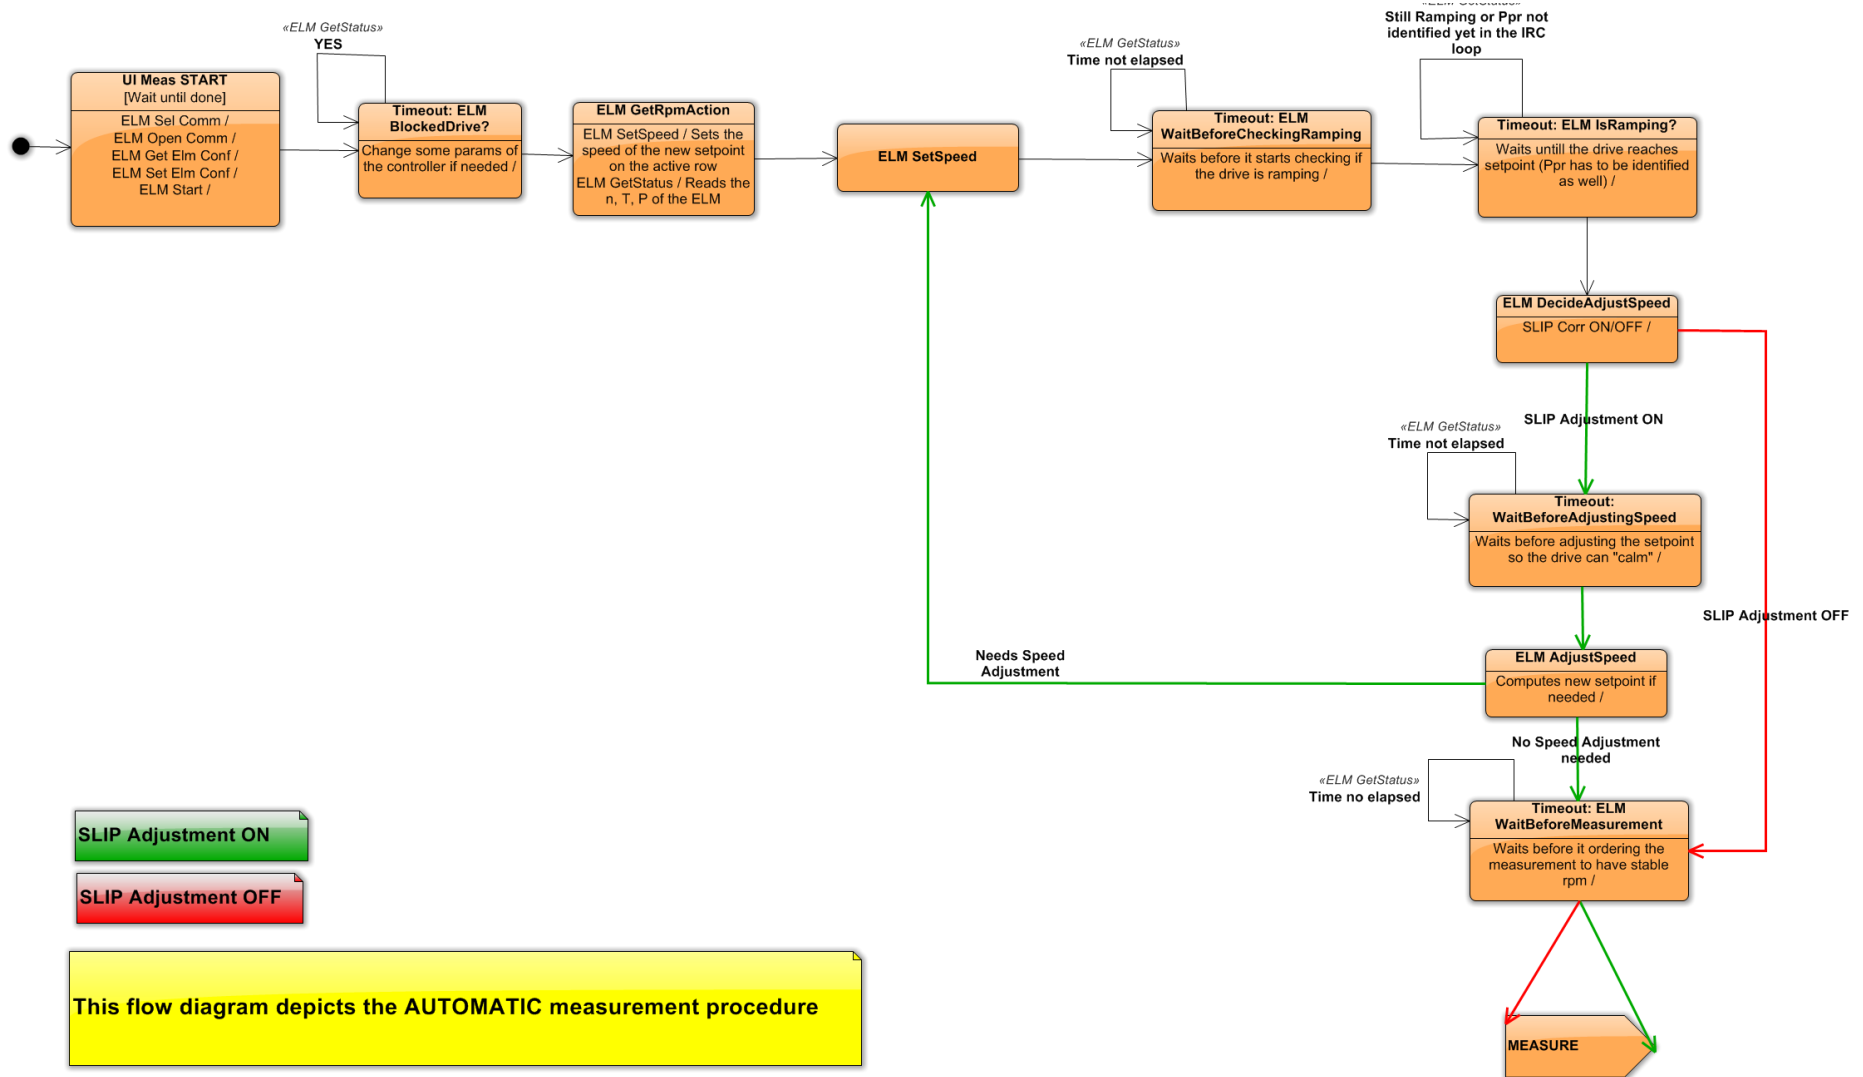 «ELM GetStatus»
YES
UI Meas START
[Wait until done]
ELM Sel Comm /
ELM Open Comm /
ELM Get Elm Conf /
ELM Set Elm Conf /
ELM Start /
Timeout: ELM
BlockedDrive?
Change some params of
the controller if needed /
ELM GetRpmAction
ELM SetSpeed / Sets the
speed of the new setpoint
on the active row
ELM GetStatus / Reads the
n, T, P of the ELM
ELM SetSpeed
«ELM GetStatus»
Time not elapsed
Timeout: ELM
WaitBeforeCheckingRamping
Waits before it starts checking if
the drive is ramping /
«ELM GetStatus»
Still Ramping or Ppr not
identified yet in the IRC
loop
Timeout: ELM IsRamping?
Waits untill the drive reaches
setpoint (Ppr has to be identified
as well) /
ELM DecideAdjustSpeed
SLIP Corr ON/OFF /
SLIP Adjustment ON
«ELM GetStatus»
Time not elapsed
Timeout:
WaitBeforeAdjustingSpeed
Waits before adjusting the setpoint
so the drive can "calm" /
SLIP Adjustment OFF
Needs Speed
Adjustment
ELM AdjustSpeed
Computes new setpoint if
needed /
No Speed Adjustment
needed
«ELM GetStatus»
Time no elapsed
Timeout: ELM
WaitBeforeMeasurement
Waits before it ordering the
measurement to have stable
rpm /
SLIP Adjustment ON
SLIP Adjustment OFF
This flow diagram depicts the AUTOMATIC measurement procedure
MEASURE